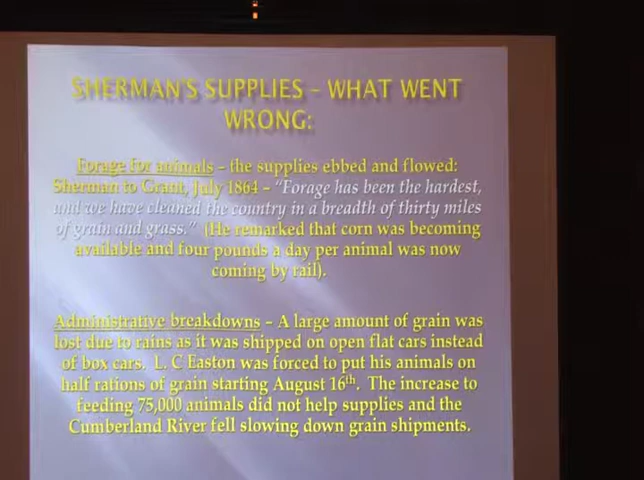 SHERMAN'S SUPPLIES – WHAT WENT
WRONG:
Forage for animals – the supplies ebbed and flowed:
Sherman to Grant, July 1864 – "Forage has been the hardest,
and we have cleaned the country in a breadth of thirty miles
of grain and grass." (He remarked that corn was becoming
available and four pounds a day per animal was now
coming by rail).
Administrative breakdowns – A large amount of grain was
lost due to rains as it was shipped on open flat cars instead
of box cars. L. C Easton was forced to put his animals on
half rations of grain starting August 16th. The increase to
feeding 75,000 animals did not help supplies and the
Cumberland River fell slowing down grain shipments.